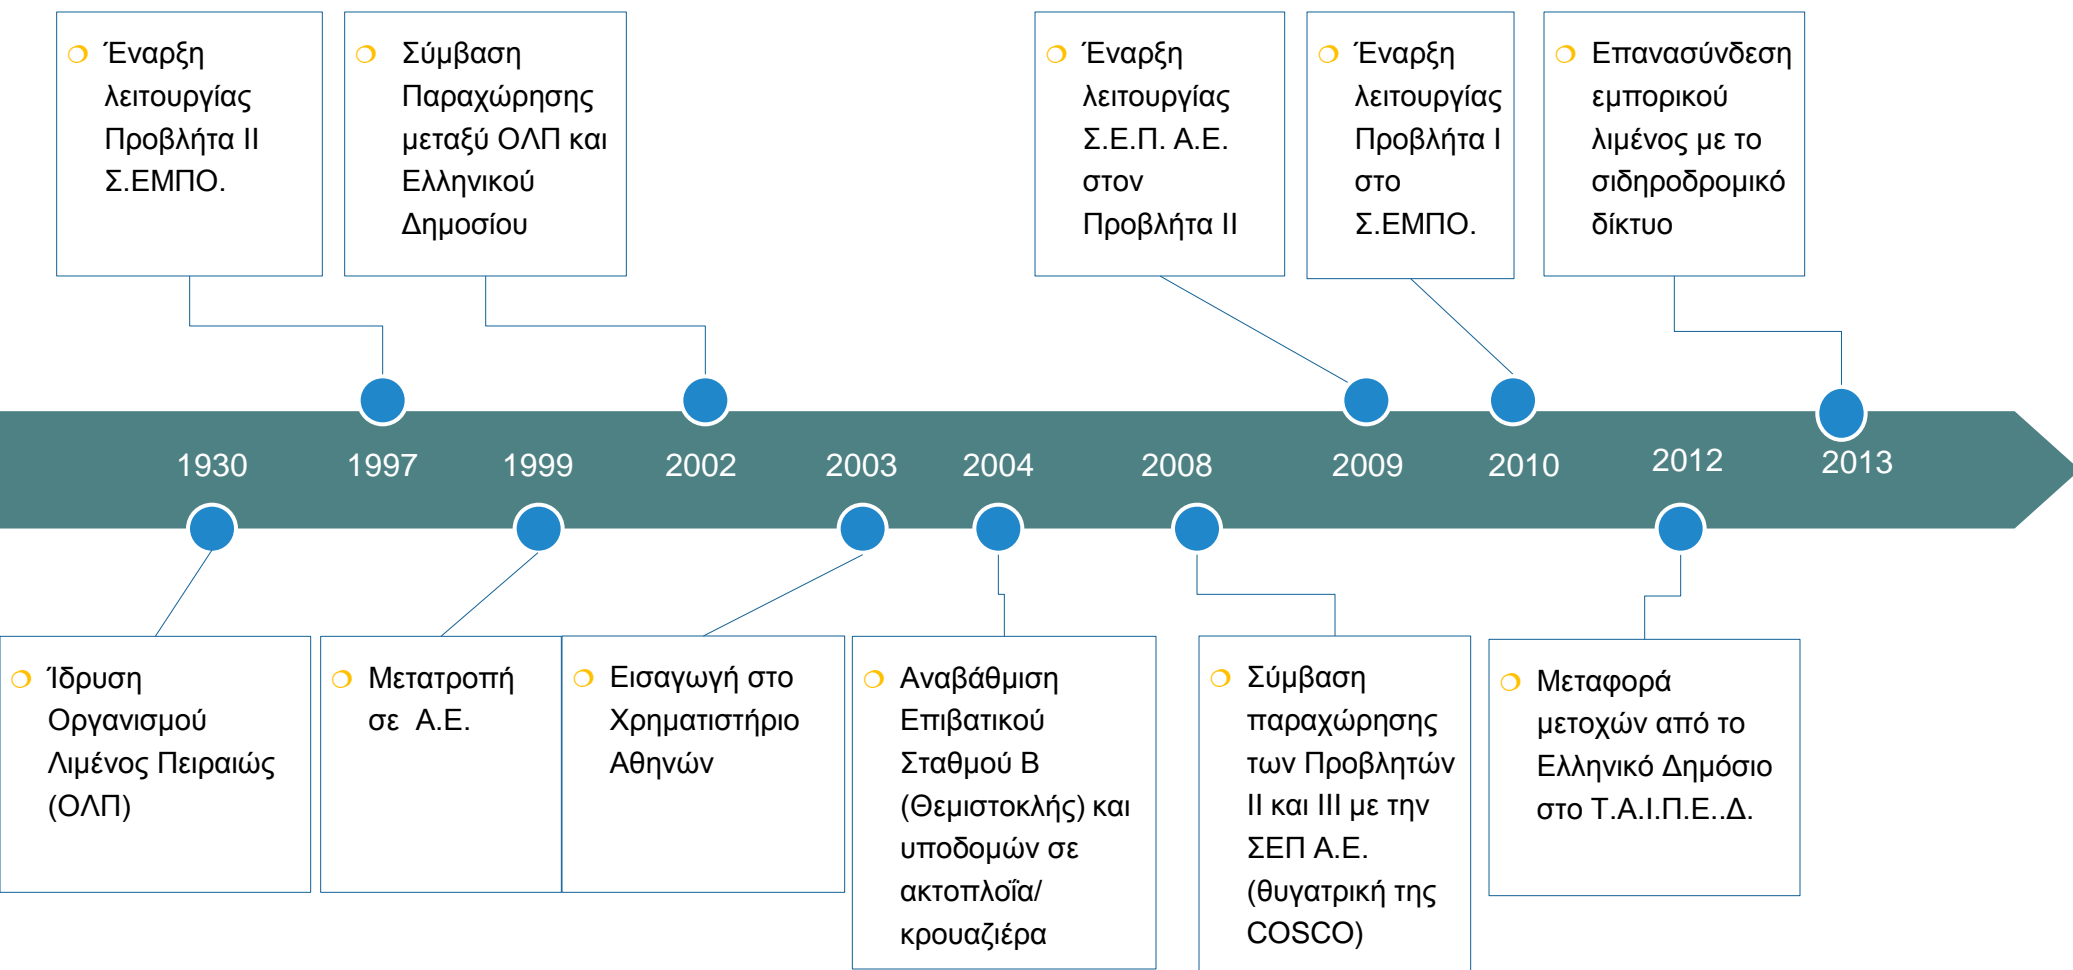 Έναρξη
λειτουργίας
Προβλήτα ΙΙ
Σ.ΕΜΠΟ.
Σύμβαση
Παραχώρησης
μεταξύ ΟΛΠ και
Ελληνικού
Δημοσίου
Έναρξη
λειτουργίας
Σ.Ε.Π. Α.Ε.
στον
Προβλήτα ΙΙ
Έναρξη
λειτουργίας
Προβλήτα Ι
στο
Σ.ΕΜΠΟ.
Επανασύνδεση
εμπορικού
λιμένος με το
σιδηροδρομικό
δίκτυο
1930 1997 1999 2002 2003 2004 2008 2009 2010 2012 2013
Ίδρυση
Οργανισμού
Λιμένος Πειραιώς
(ΟΛΠ)
Μετατροπή
σε Α.Ε.
Εισαγωγή στο
Χρηματιστήριο
Αθηνών
Αναβάθμιση
Επιβατικού
Σταθμού Β
(Θεμιστοκλής) και
υποδομών σε
ακτοπλοΐα/
κρουαζιέρα
Σύμβαση
παραχώρησης
των Προβλητών
ΙΙ και ΙΙΙ με την
ΣΕΠ Α.Ε.
(θυγατρική της
COSCO)
Μεταφορά
μετοχών από το
Ελληνικό Δημόσιο
στο Τ.Α.Ι.Π.Ε..Δ.